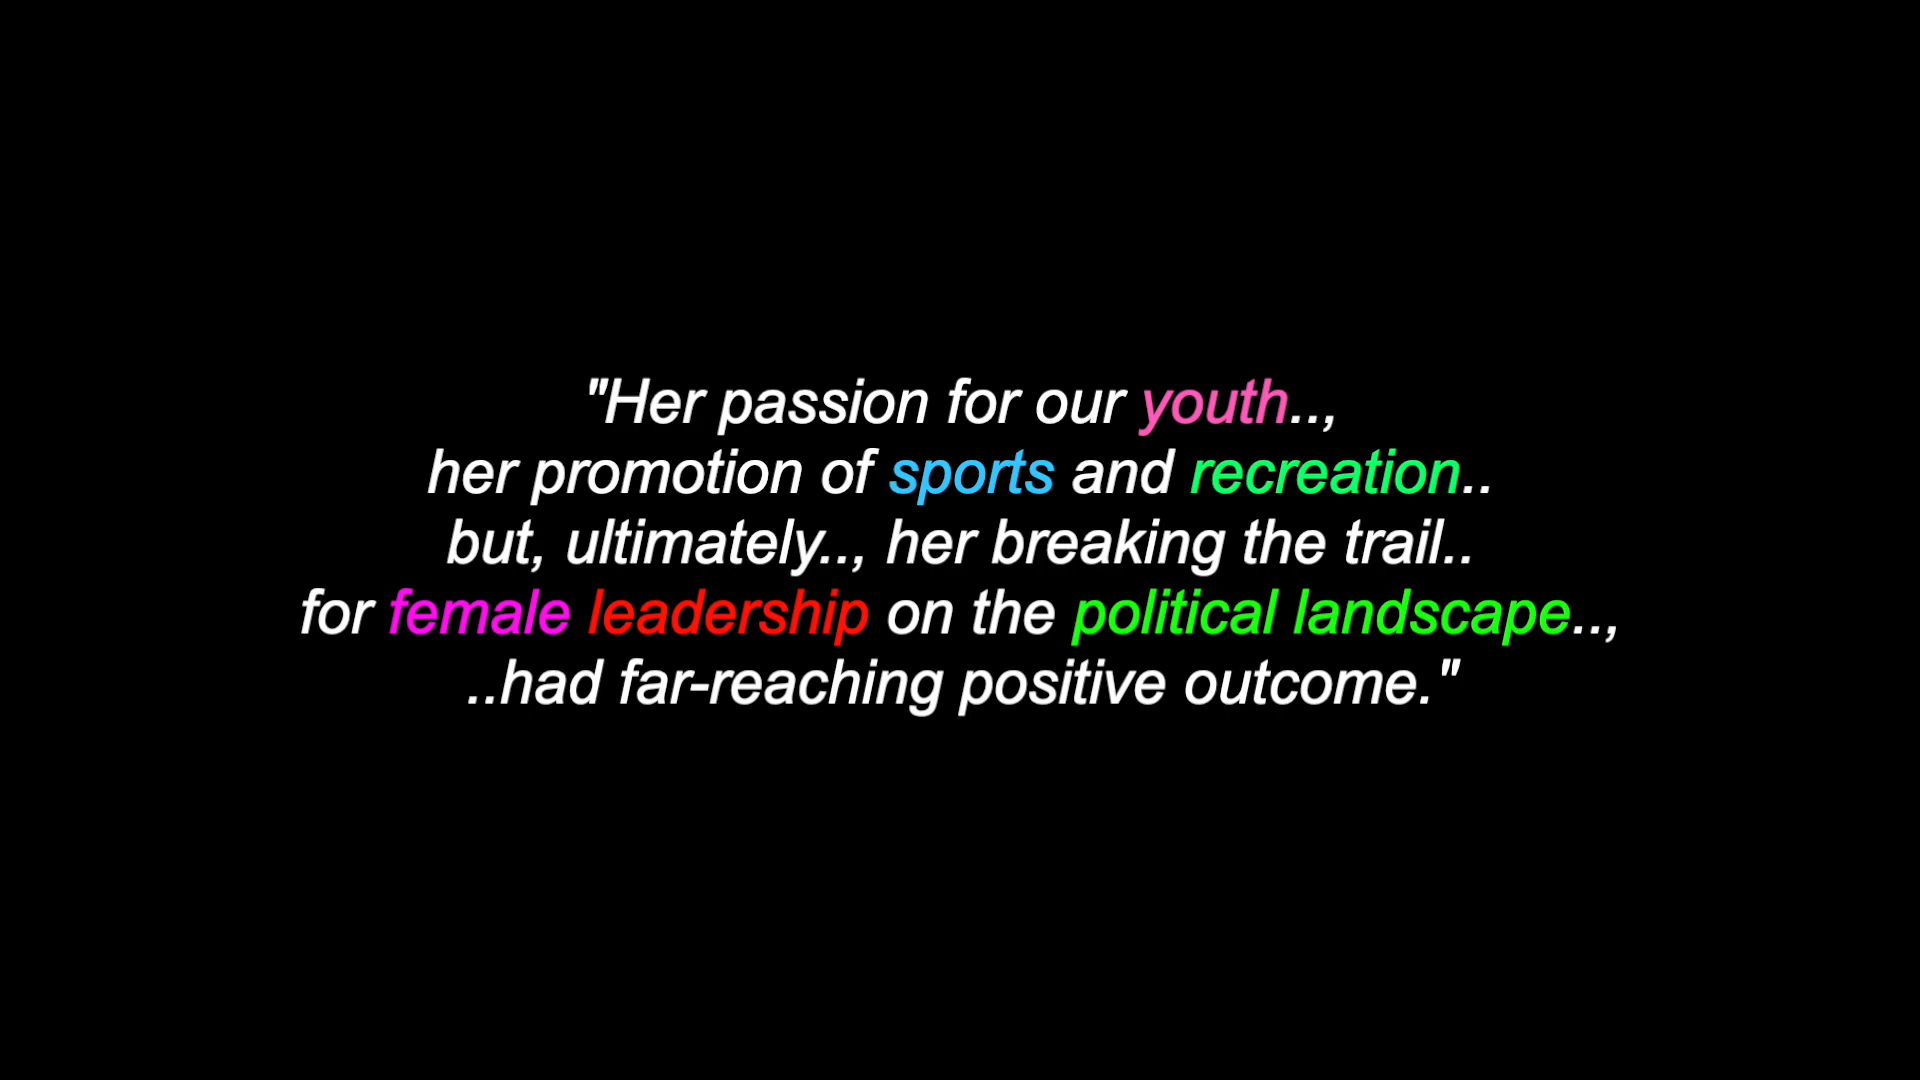 "Her passion for our youth..,
her promotion of sports and recreation..
but, ultimately.., her breaking the trail..
for female leadership on the political landscape..,
..had far-reaching positive outcome."